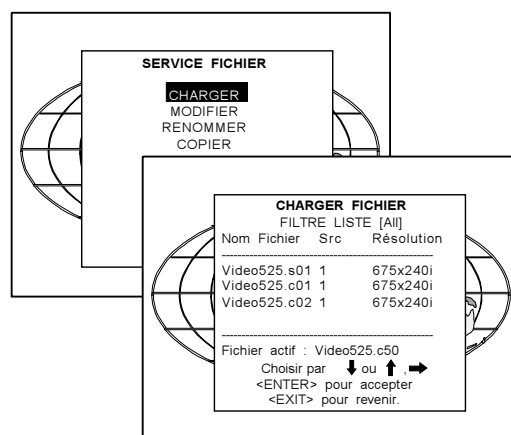 SERVICE FICHIER
CHARGER
MODIFIER
RENOMMER
COPIER
CHARGER FICHIER
FILTRE LISTE [All]
Nom Fichier Src Résolution
--------------------------------------------------------
Video525.s01 1 675x240i
Video525.c01 1 675x240i
Video525.c02 1 675x240i
--------------------------------------------------------
Fichier actif : Video525.c50
Choisir par ⬇ ou ⬆ , ➡
<ENTER> pour accepter
<EXIT> pour revenir.